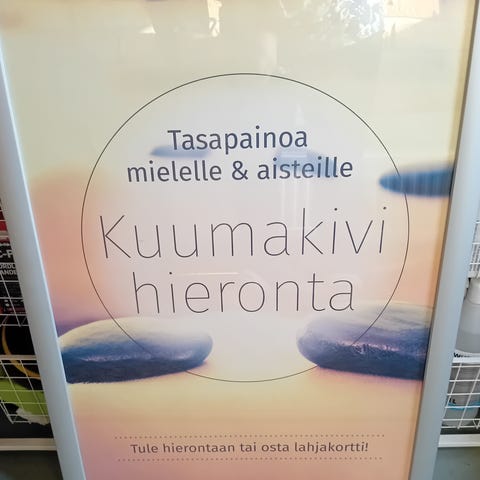 Tasapainoa
mielelle & aisteille
Kuumakivi
hieronta
Tule hierontaan tai osta lahjakortti!